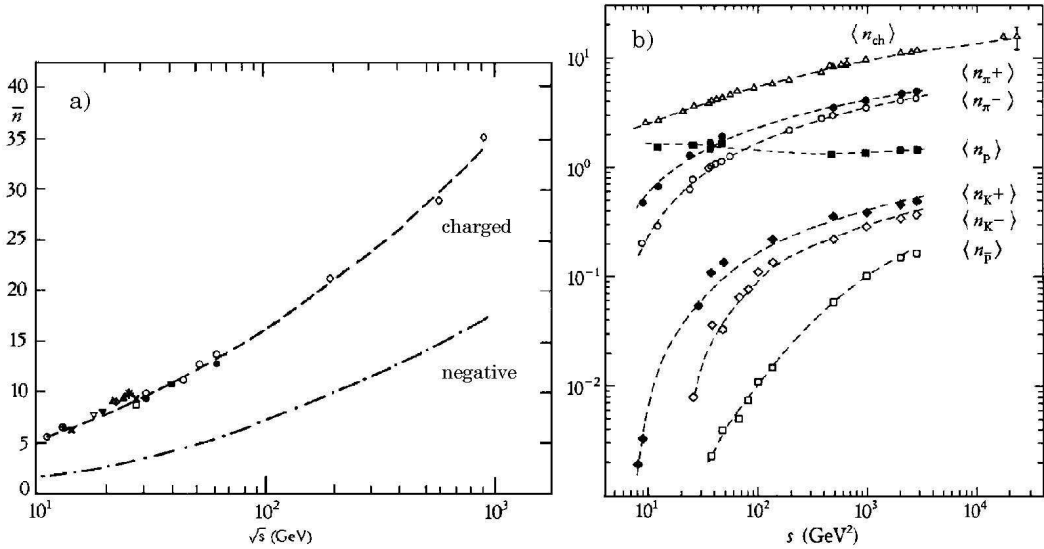 a)
n̄
40
35
30
25
20
15
10
5
0
charged
negative
10¹
10²
10³
√s (GeV)
b)
⟨ n_ch ⟩
⟨ n_π+ ⟩
⟨ n_π− ⟩
⟨ n_p ⟩
⟨ n_K+ ⟩
⟨ n_K− ⟩
⟨ n_p̄ ⟩
10¹
10⁰
10⁻¹
10⁻²
10¹
10²
10³
10⁴
s (GeV²)